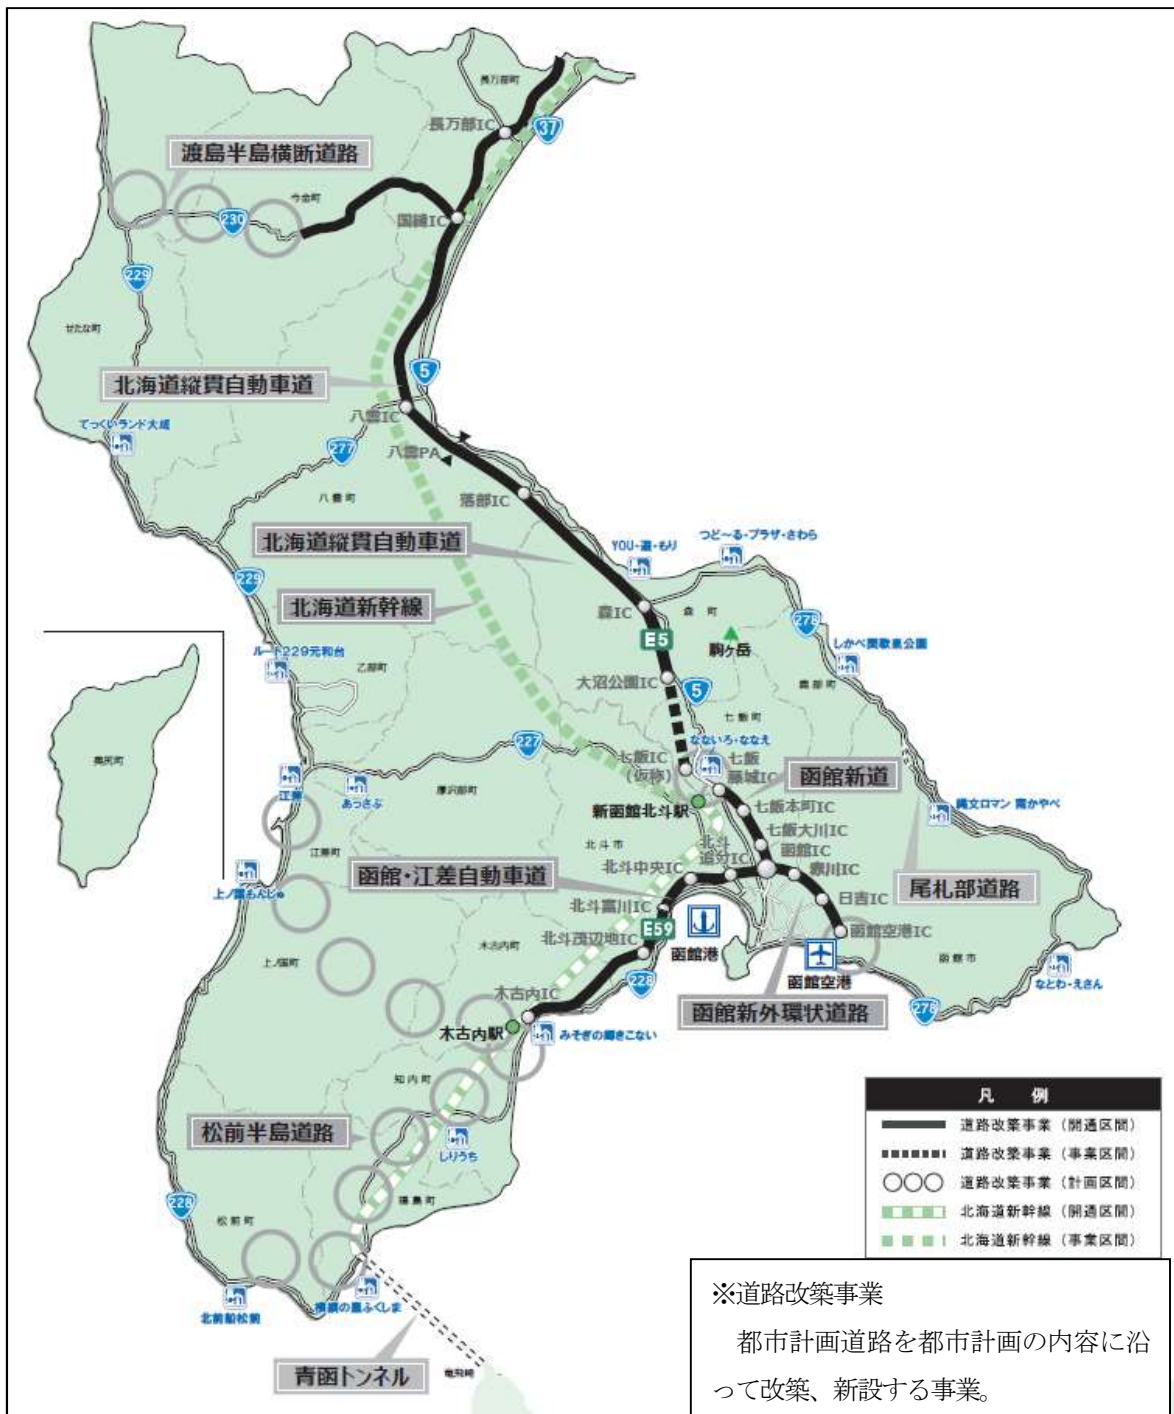 長万部町
長万部IC
37
渡島半島横断道路
今金町
230
国縫IC
229
せたな町
5
北海道縦貫自動車道
八雲IC
てっくいランド大成
277
八雲PA
八雲町
落部IC
北海道縦貫自動車道
YOU・遊・もり
つど～る・プラザ・さわら
229
北海道新幹線
森IC
森町
278
E5
駒ケ岳
しかべ間歇泉公園
ルート229元和台
乙部町
大沼公園IC
5
鹿部町
奥尻町
七飯町
227
七飯IC
(仮称)
なないろ・ななえ
七飯
藤城IC
函館新道
江差
あっさぶ
厚沢部町
新函館北斗駅
七飯本町IC
縄文ロマン 南かやべ
江差町
北斗市
北斗
追分IC
七飯大川IC
函館IC
函館・江差自動車道
北斗中央IC
赤川IC
尾札部道路
上ノ国もんじゅ
北斗富川IC
日吉IC
木古内町
北斗茂辺地IC
E59
函館港
函館空港IC
上ノ国町
函館空港
函館市
なとわ・えさん
228
木古内IC
函館新外環状道路
278
木古内駅
みそぎの郷きこない
知内町
松前半島道路
しりうち
228
福島町
松前町
北前船松前
横綱の里ふくしま
青函トンネル
竜飛崎
凡 例
道路改築事業（開通区間）
道路改築事業（事業区間）
道路改築事業（計画区間）
北海道新幹線（開通区間）
北海道新幹線（事業区間）
※道路改築事業
都市計画道路を都市計画の内容に沿
って改築、新設する事業。